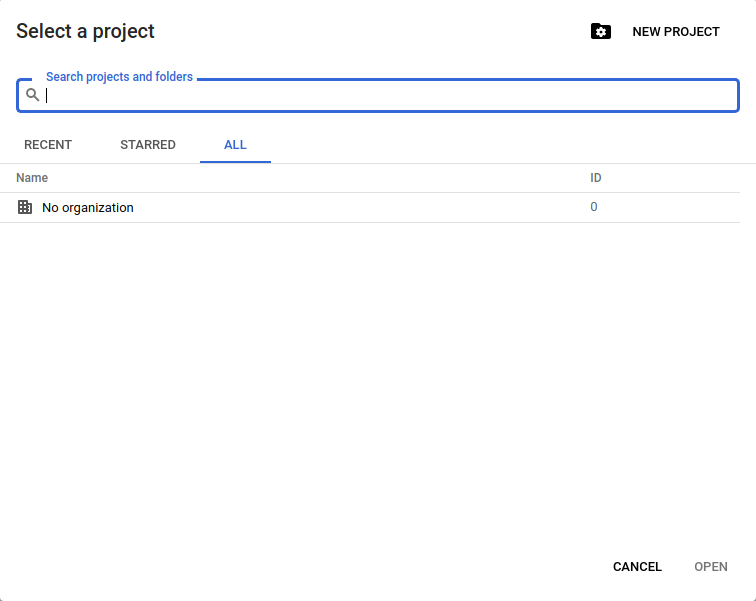 Select a project
NEW PROJECT
Search projects and folders
RECENT STARRED ALL
Name ID
No organization 0
CANCEL OPEN